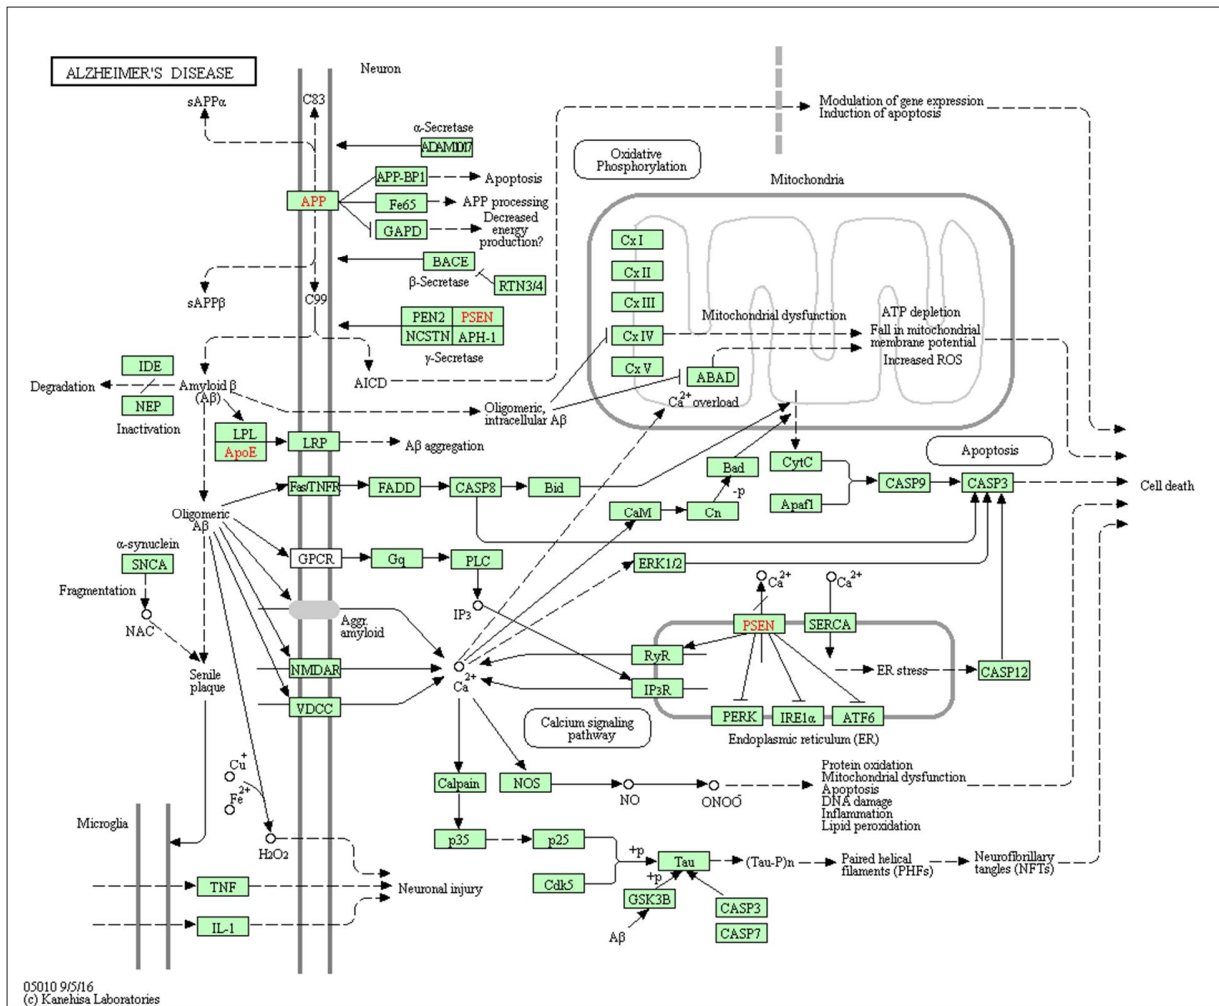 ALZHEIMER'S DISEASE
Neuron
sAPPα
C83
α-Secretase
ADAM10/17
Modulation of gene expression
Induction of apoptosis
Oxidative
Phosphorylation
Mitochondria
APP-BP1
Apoptosis
APP
Fe65
APP processing
GAPD
Decreased
energy
production?
BACE
β-Secretase
RTN3/4
sAPPβ
C99
PEN2
PSEN
NCSTN
APH-1
γ-Secretase
Cx I
Cx II
Cx III
Cx IV
Cx V
Mitochondrial dysfunction
ATP depletion
Fall in mitochondrial
membrane potential
Increased ROS
ABAD
Ca2+ overload
IDE
Degradation
NEP
Inactivation
Amyloid β
(Aβ)
AICD
Oligomeric,
intracellular Aβ
LPL
ApoE
LRP
Aβ aggregation
Fas/TNFR
FADD
CASP8
Bid
Bad
-p
CaM
Cn
CytC
Apaf1
CASP9
CASP3
Apoptosis
Cell death
Oligomeric
Aβ
α-synuclein
SNCA
Fragmentation
NAC
GPCR
Gq
PLC
IP3
ERK1/2
Ca2+
Ca2+
Aggr.
amyloid
PSEN
SERCA
RyR
IP3R
ER stress
CASP12
PERK
IRE1α
ATF6
Endoplasmic reticulum (ER)
Senile
plaque
NMDAR
VDCC
Ca2+
Calcium signaling
pathway
Cu+
Fe2+
H2O2
Calpain
NOS
NO
ONOO-
Protein oxidation
Mitochondrial dysfunction
Apoptosis
DNA damage
Inflammation
Lipid peroxidation
Microglia
p35
p25
Cdk5
+p
Tau
+p
GSK3B
Aβ
CASP3
CASP7
(Tau-P)n
Paired helical
filaments (PHFs)
Neurofibrillary
tangles (NFTs)
TNF
IL-1
Neuronal injury
05010 9/5/16
(c) Kanehisa Laboratories